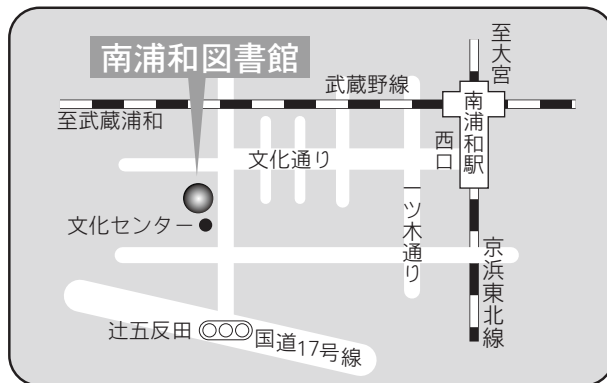 至大宮
南浦和図書館
武蔵野線
至武蔵浦和
南浦和駅
西口
文化通り
一ツ木通り
文化センター
京浜東北線
辻五反田
国道17号線